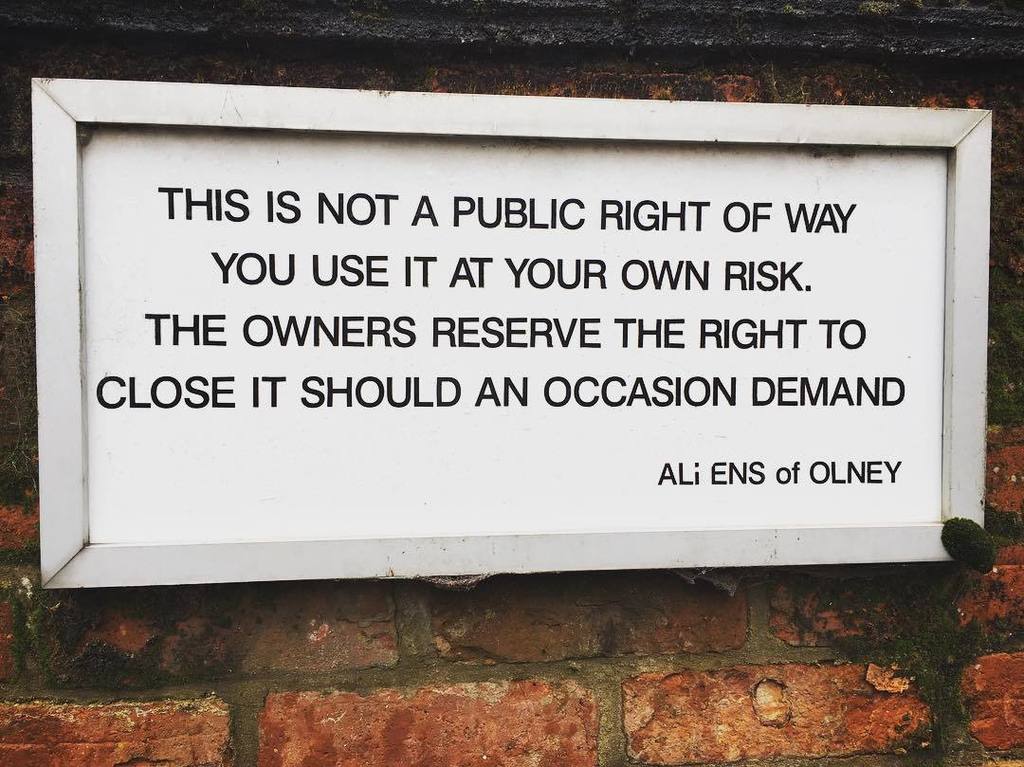 THIS IS NOT A PUBLIC RIGHT OF WAY
YOU USE IT AT YOUR OWN RISK.
THE OWNERS RESERVE THE RIGHT TO
CLOSE IT SHOULD AN OCCASION DEMAND
ALi ENS of OLNEY